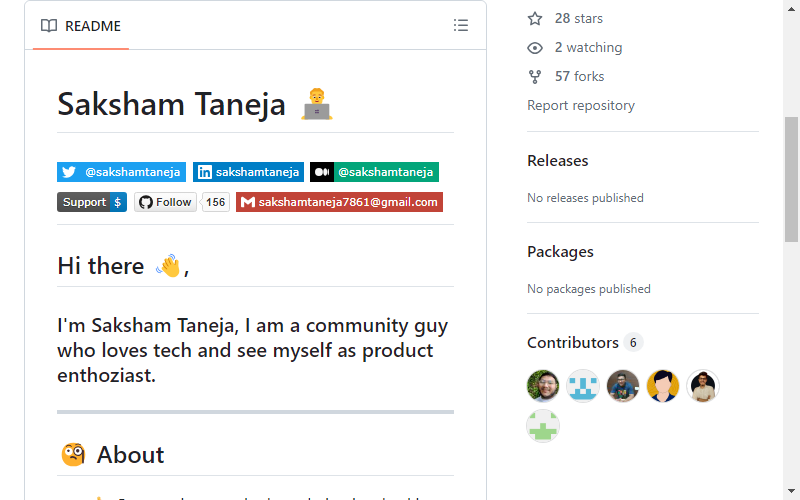 README
Saksham Taneja
@sakshamtaneja
sakshamtaneja
@sakshamtaneja
Support $
Follow 156
sakshamtaneja7861@gmail.com
Hi there 👋,
I'm Saksham Taneja, I am a community guy
who loves tech and see myself as product
enthoziast.
About
28 stars
2 watching
57 forks
Report repository
Releases
No releases published
Packages
No packages published
Contributors 6